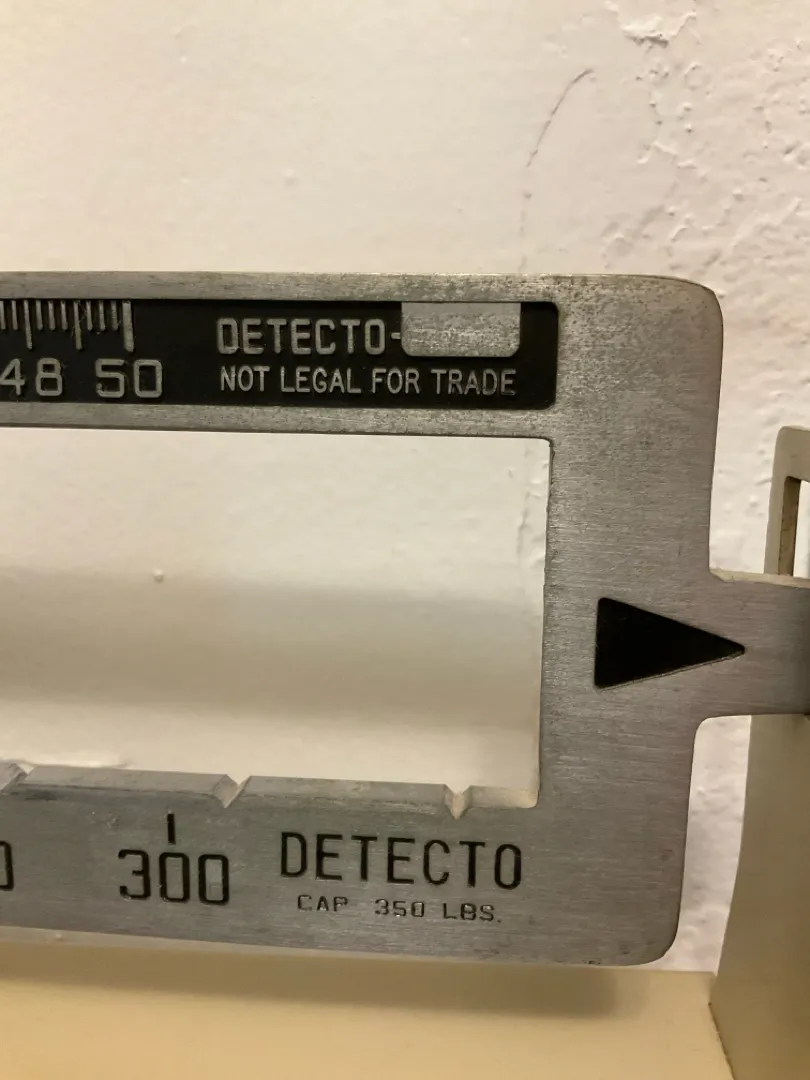 48 50
DETECTO-
NOT LEGAL FOR TRADE
300
DETECTO
CAP 350 LBS.